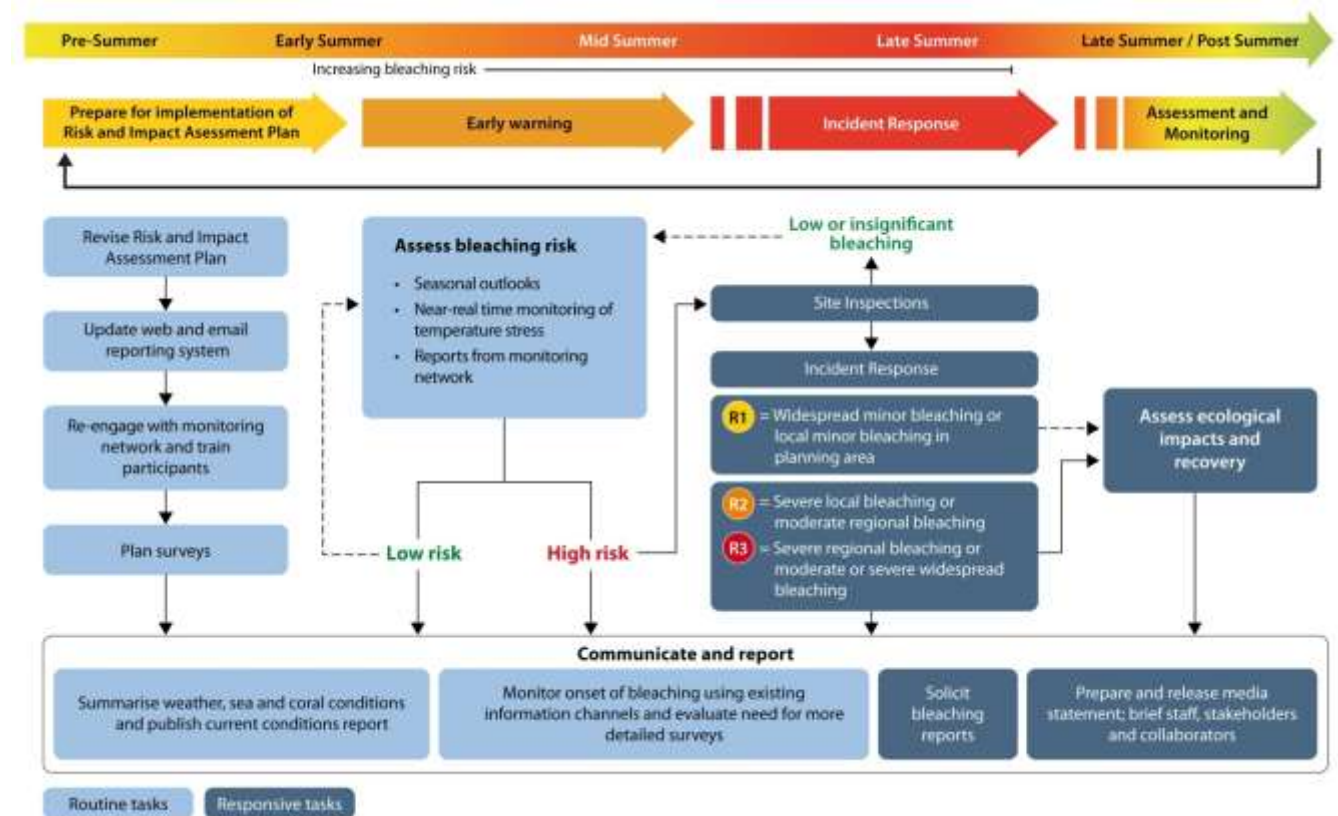 Pre-Summer
Early Summer
Mid Summer
Late Summer
Late Summer / Post Summer
Increasing bleaching risk
Prepare for implementation of
Risk and Impact Asessment Plan
Early warning
Incident Response
Assessment and
Monitoring
Revise Risk and Impact
Assessment Plan
Update web and email
reporting system
Re-engage with monitoring
network and train
participants
Plan surveys
Assess bleaching risk
• Seasonal outlooks
• Near-real time monitoring of
temperature stress
• Reports from monitoring
network
Low risk
High risk
Low or insignificant
bleaching
Site Inspections
Incident Response
R1 = Widespread minor bleaching or
local minor bleaching in
planning area
R2 = Severe local bleaching or
moderate regional bleaching
R3 = Severe regional bleaching or
moderate or severe widespread
bleaching
Assess ecological
impacts and
recovery
Communicate and report
Summarise weather, sea and coral conditions
and publish current conditions report
Monitor onset of bleaching using existing
information channels and evaluate need for more
detailed surveys
Solicit
bleaching
reports
Prepare and release media
statement; brief staff, stakeholders
and collaborators
Routine tasks
Responsive tasks